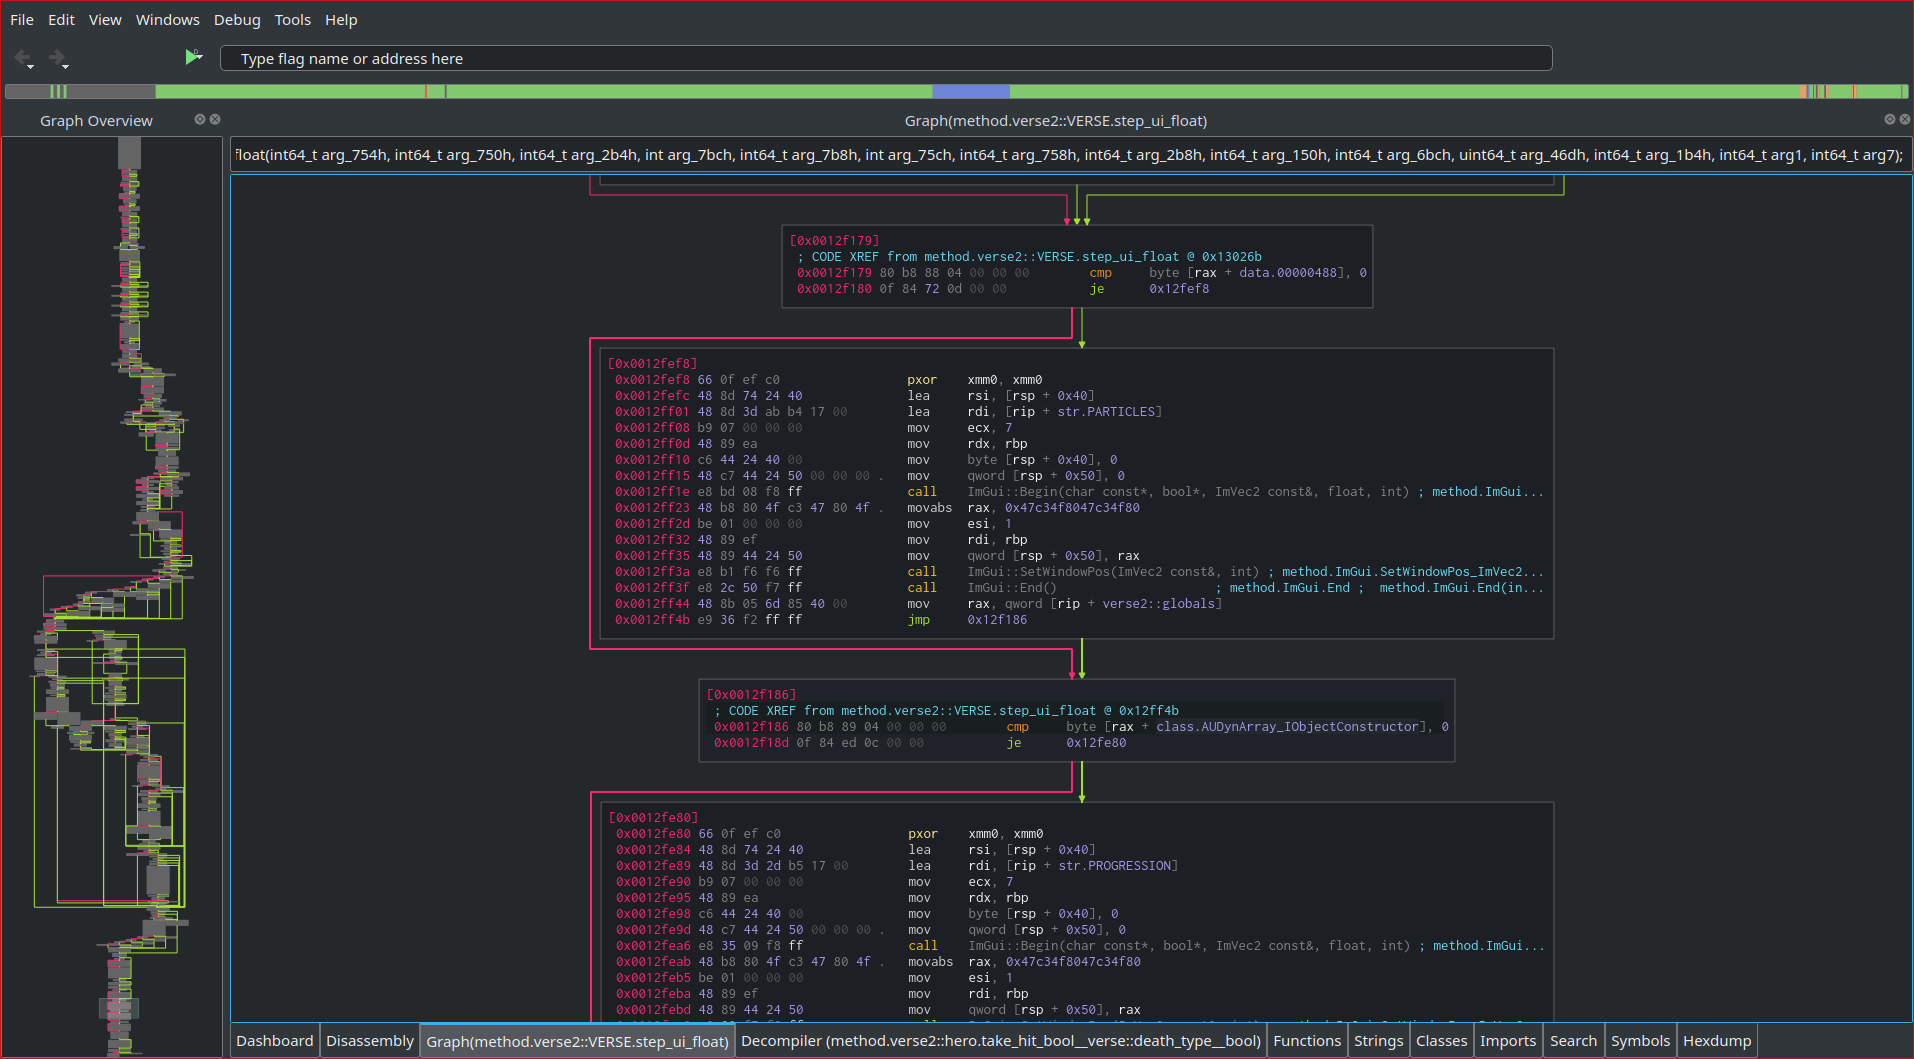 File Edit View Windows Debug Tools Help
Type flag name or address here
Graph Overview
Graph(method.verse2::VERSE.step_ui_float)
float(int64_t arg_754h, int64_t arg_750h, int64_t arg_2b4h, int arg_7bch, int64_t arg_7b8h, int arg_75ch, int64_t arg_758h, int64_t arg_2b8h, int64_t arg_150h, int64_t arg_6bch, uint64_t arg_46dh, int64_t arg_1b4h, int64_t arg1, int64_t arg7);
[0x0012f179]
; CODE XREF from method.verse2::VERSE.step_ui_float @ 0x13026b
0x0012f179 80 b8 88 04 00 00 00 cmp byte [rax + data.00000488], 0
0x0012f180 0f 84 72 0d 00 00 je 0x12fef8
[0x0012fef8]
0x0012fef8 66 0f ef c0 pxor xmm0, xmm0
0x0012fefc 48 8d 74 24 40 lea rsi, [rsp + 0x40]
0x0012ff01 48 8d 3d ab b4 17 00 lea rdi, [rip + str.PARTICLES]
0x0012ff08 b9 07 00 00 00 mov ecx, 7
0x0012ff0d 48 89 ea mov rdx, rbp
0x0012ff10 c6 44 24 40 00 mov byte [rsp + 0x40], 0
0x0012ff15 48 c7 44 24 50 00 00 00 . mov qword [rsp + 0x50], 0
0x0012ff1e e8 bd 08 f8 ff call ImGui::Begin(char const*, bool*, ImVec2 const&, float, int) ; method.ImGui...
0x0012ff23 48 b8 80 4f c3 47 80 4f . movabs rax, 0x47c34f8047c34f80
0x0012ff2d be 01 00 00 00 mov esi, 1
0x0012ff32 48 89 ef mov rdi, rbp
0x0012ff35 48 89 44 24 50 mov qword [rsp + 0x50], rax
0x0012ff3a e8 b1 f6 f6 ff call ImGui::SetWindowPos(ImVec2 const&, int) ; method.ImGui.SetWindowPos_ImVec2...
0x0012ff3f e8 2c 50 f7 ff call ImGui::End() ; method.ImGui.End ; method.ImGui.End(in...
0x0012ff44 48 8b 05 6d 85 40 00 mov rax, qword [rip + verse2::globals]
0x0012ff4b e9 36 f2 ff ff jmp 0x12f186
[0x0012f186]
; CODE XREF from method.verse2::VERSE.step_ui_float @ 0x12ff4b
0x0012f186 80 b8 89 04 00 00 00 cmp byte [rax + class.AUDynArray_IObjectConstructor], 0
0x0012f18d 0f 84 ed 0c 00 00 je 0x12fe80
[0x0012fe80]
0x0012fe80 66 0f ef c0 pxor xmm0, xmm0
0x0012fe84 48 8d 74 24 40 lea rsi, [rsp + 0x40]
0x0012fe89 48 8d 3d 2d b5 17 00 lea rdi, [rip + str.PROGRESSION]
0x0012fe90 b9 07 00 00 00 mov ecx, 7
0x0012fe95 48 89 ea mov rdx, rbp
0x0012fe98 c6 44 24 40 00 mov byte [rsp + 0x40], 0
0x0012fe9d 48 c7 44 24 50 00 00 00 . mov qword [rsp + 0x50], 0
0x0012fea6 e8 35 09 f8 ff call ImGui::Begin(char const*, bool*, ImVec2 const&, float, int) ; method.ImGui...
0x0012feab 48 b8 80 4f c3 47 80 4f . movabs rax, 0x47c34f8047c34f80
0x0012feb5 be 01 00 00 00 mov esi, 1
0x0012feba 48 89 ef mov rdi, rbp
0x0012febd 48 89 44 24 50 mov qword [rsp + 0x50], rax
Dashboard Disassembly Graph(method.verse2::VERSE.step_ui_float) Decompiler (method.verse2::hero.take_hit_bool__verse::death_type__bool) Functions Strings Classes Imports Search Symbols Hexdump